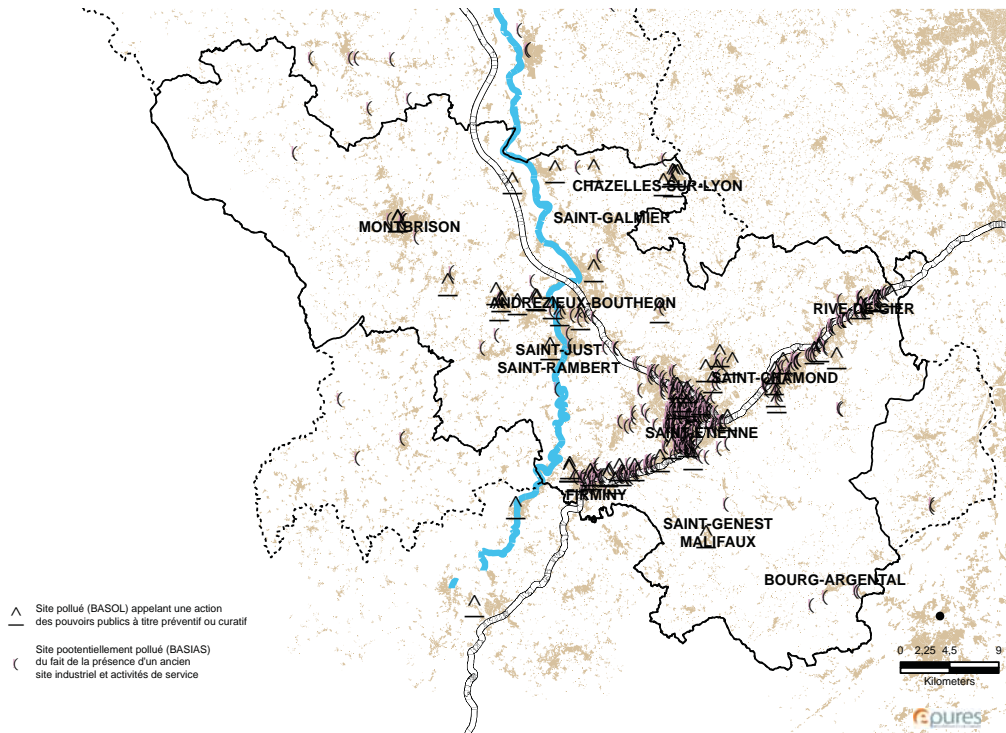 CHAZELLES-SUR-LYON
SAINT-GALMIER
MONTBRISON
ANDREZIEUX-BOUTHEON
RIVE-DE-GIER
SAINT-JUST
SAINT-RAMBERT
SAINT-CHAMOND
SAINT-ETIENNE
FIRMINY
SAINT-GENEST
MALIFAUX
BOURG-ARGENTAL
Site pollué (BASOL) appelant une action
des pouvoirs publics à titre préventif ou curatif
Site pootentiellement pollué (BASIAS)
du fait de la présence d'un ancien
site industriel et activités de service
0 2,25 4,5 9
Kilometers
epures